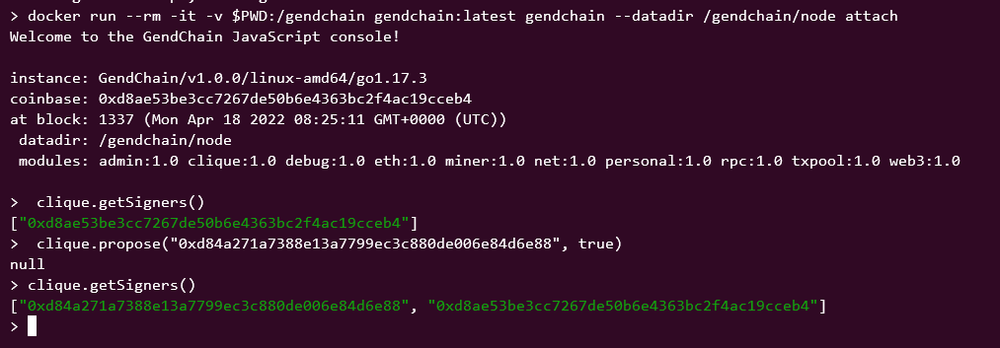 > docker run --rm -it -v $PWD:/gendchain gendchain:latest gendchain --datadir /gendchain/node attach
Welcome to the GendChain JavaScript console!
instance: GendChain/v1.0.0/linux-amd64/go1.17.3
coinbase: 0xd8ae53be3cc7267de50b6e4363bc2f4ac19cceb4
at block: 1337 (Mon Apr 18 2022 08:25:11 GMT+0000 (UTC))
datadir: /gendchain/node
modules: admin:1.0 clique:1.0 debug:1.0 eth:1.0 miner:1.0 net:1.0 personal:1.0 rpc:1.0 txpool:1.0 web3:1.0
> clique.getSigners()
["0xd8ae53be3cc7267de50b6e4363bc2f4ac19cceb4"]
> clique.propose("0xd84a271a7388e13a7799ec3c880de006e84d6e88", true)
null
> clique.getSigners()
["0xd84a271a7388e13a7799ec3c880de006e84d6e88", "0xd8ae53be3cc7267de50b6e4363bc2f4ac19cceb4"]
>